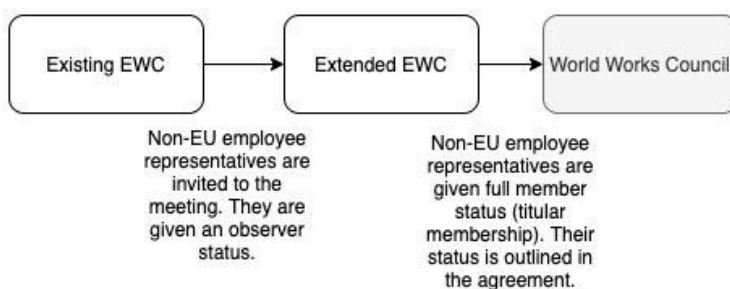 Existing EWC
Extended EWC
World Works Council
Non-EU employee
representatives are
invited to the
meeting. They are
given an observer
status.
Non-EU employee
representatives are
given full member
status (titular
membership). Their
status is outlined in
the agreement.